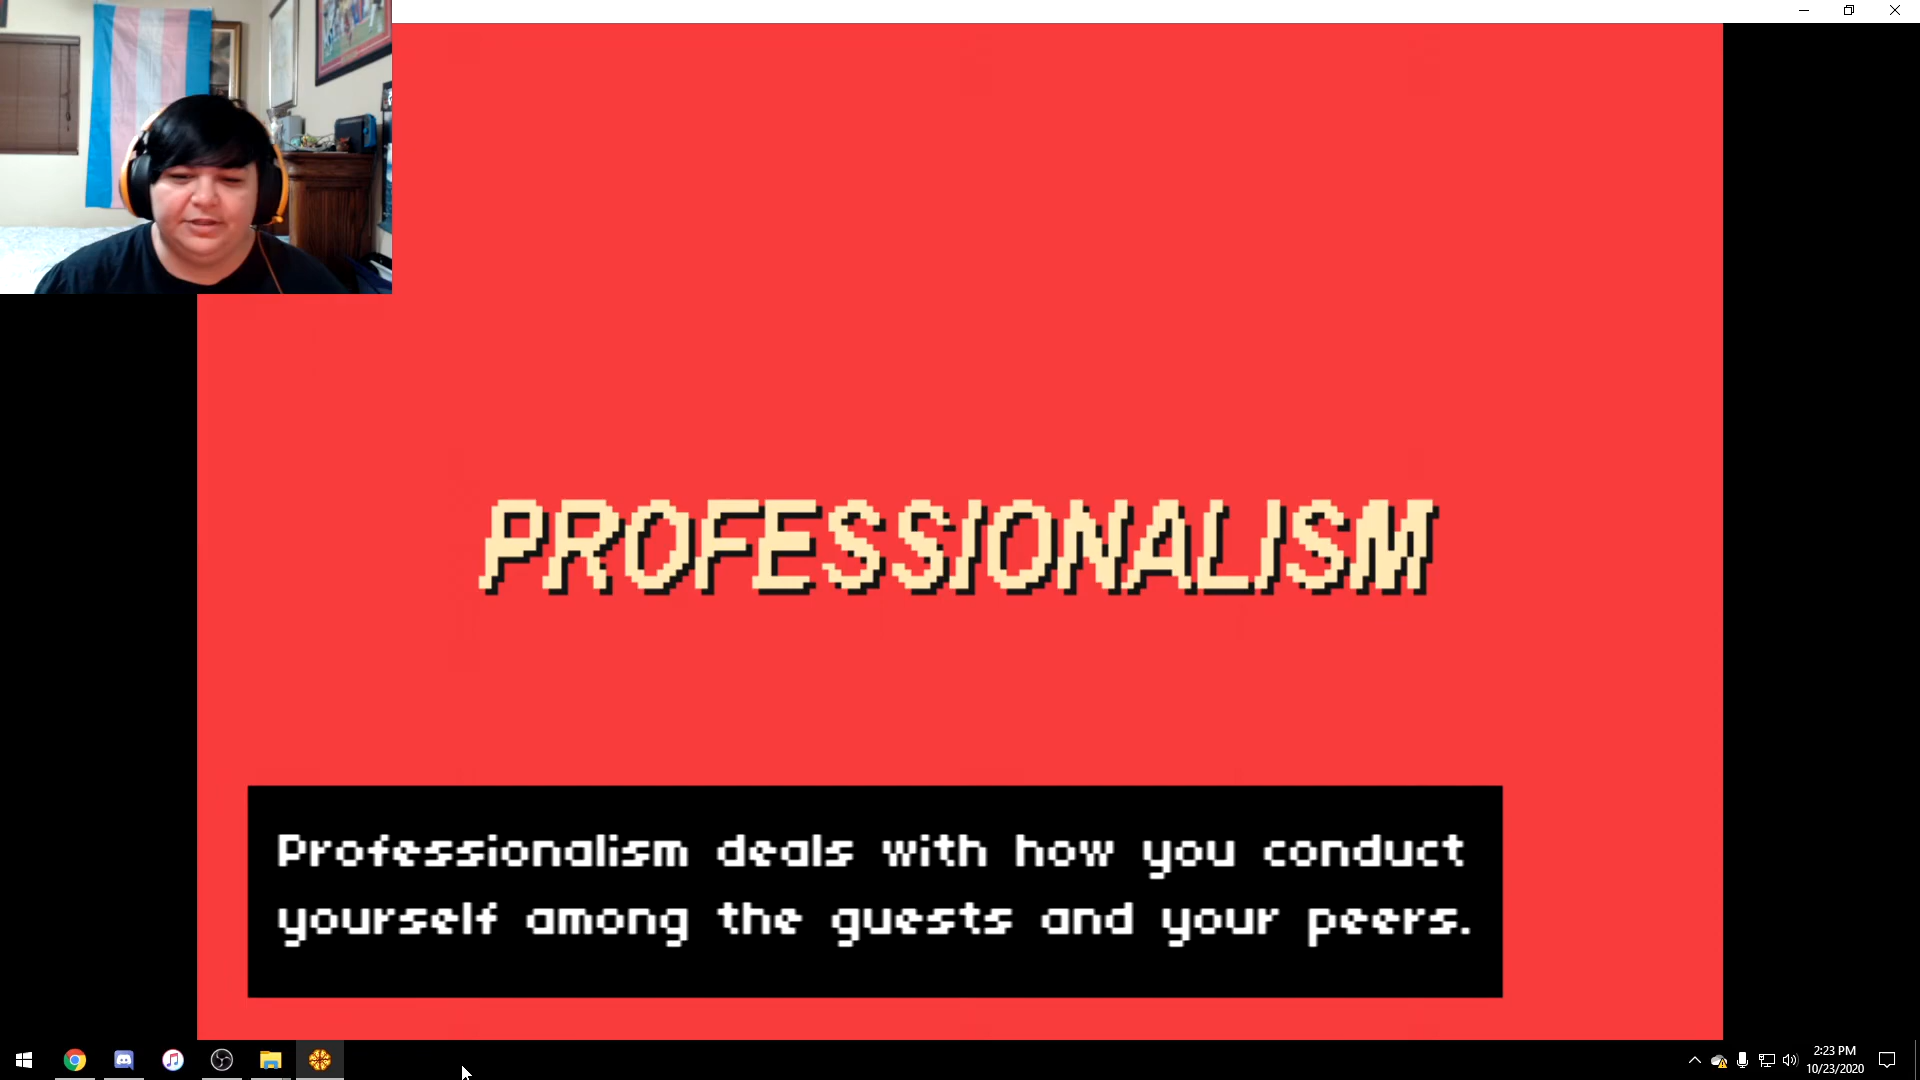 PROFESSIONALISM
Professionalism deals with how you conduct
yourself among the guests and your peers.
2:23 PM
10/23/2020